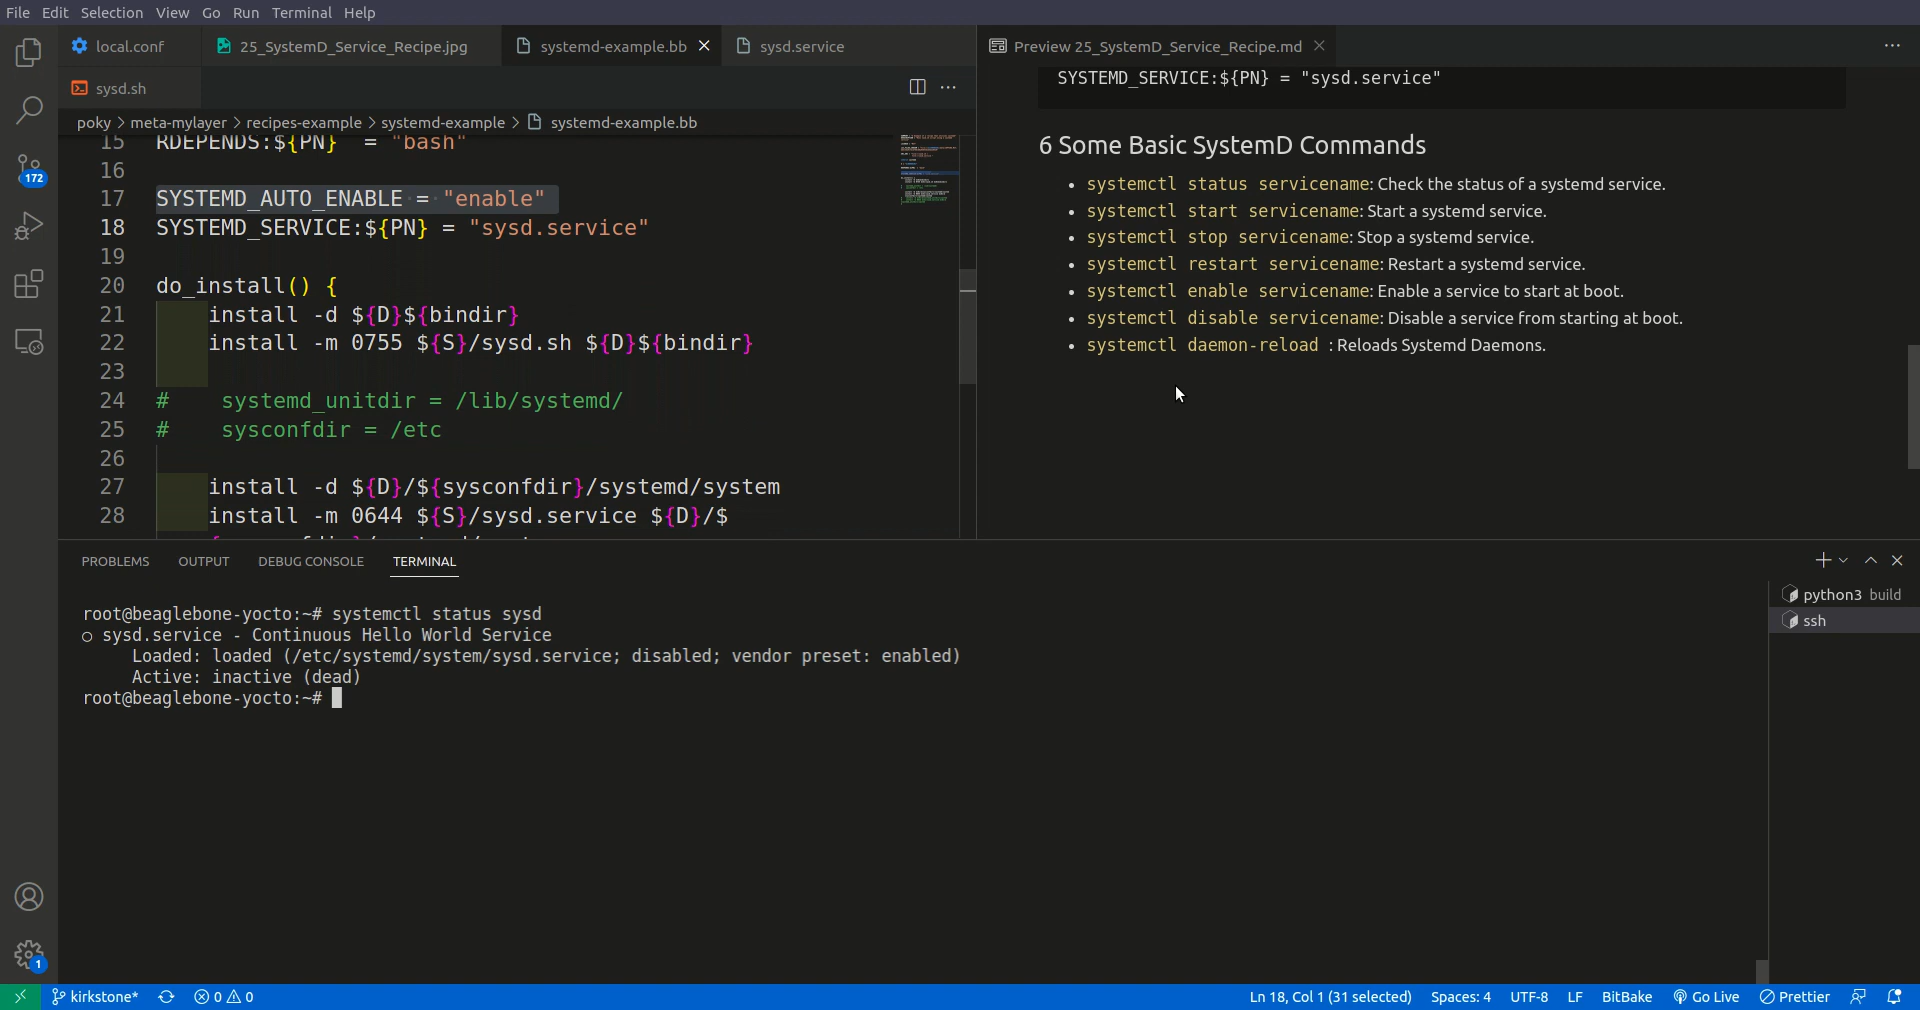 File Edit Selection View Go Run Terminal Help
local.conf
25_SystemD_Service_Recipe.jpg
systemd-example.bb
sysd.service
sysd.sh
poky > meta-mylayer > recipes-example > systemd-example > systemd-example.bb
15 RDEPENDS:${PN} = "bash"
16
17 SYSTEMD_AUTO_ENABLE = "enable"
18 SYSTEMD_SERVICE:${PN} = "sysd.service"
19
20 do_install() {
21 install -d ${D}${bindir}
22 install -m 0755 ${S}/sysd.sh ${D}${bindir}
23
24 # systemd_unitdir = /lib/systemd/
25 # sysconfdir = /etc
26
27 install -d ${D}/${sysconfdir}/systemd/system
28 install -m 0644 ${S}/sysd.service ${D}/$
Preview 25_SystemD_Service_Recipe.md
SYSTEMD_SERVICE:${PN} = "sysd.service"
6 Some Basic SystemD Commands
• systemctl status servicename: Check the status of a systemd service.
• systemctl start servicename: Start a systemd service.
• systemctl stop servicename: Stop a systemd service.
• systemctl restart servicename: Restart a systemd service.
• systemctl enable servicename: Enable a service to start at boot.
• systemctl disable servicename: Disable a service from starting at boot.
• systemctl daemon-reload : Reloads Systemd Daemons.
172
PROBLEMS OUTPUT DEBUG CONSOLE TERMINAL
root@beaglebone-yocto:~# systemctl status sysd
○ sysd.service - Continuous Hello World Service
Loaded: loaded (/etc/systemd/system/sysd.service; disabled; vendor preset: enabled)
Active: inactive (dead)
root@beaglebone-yocto:~#
python3 build
ssh
1
kirkstone* 0 0
Ln 18, Col 1 (31 selected) Spaces: 4 UTF-8 LF BitBake Go Live Prettier